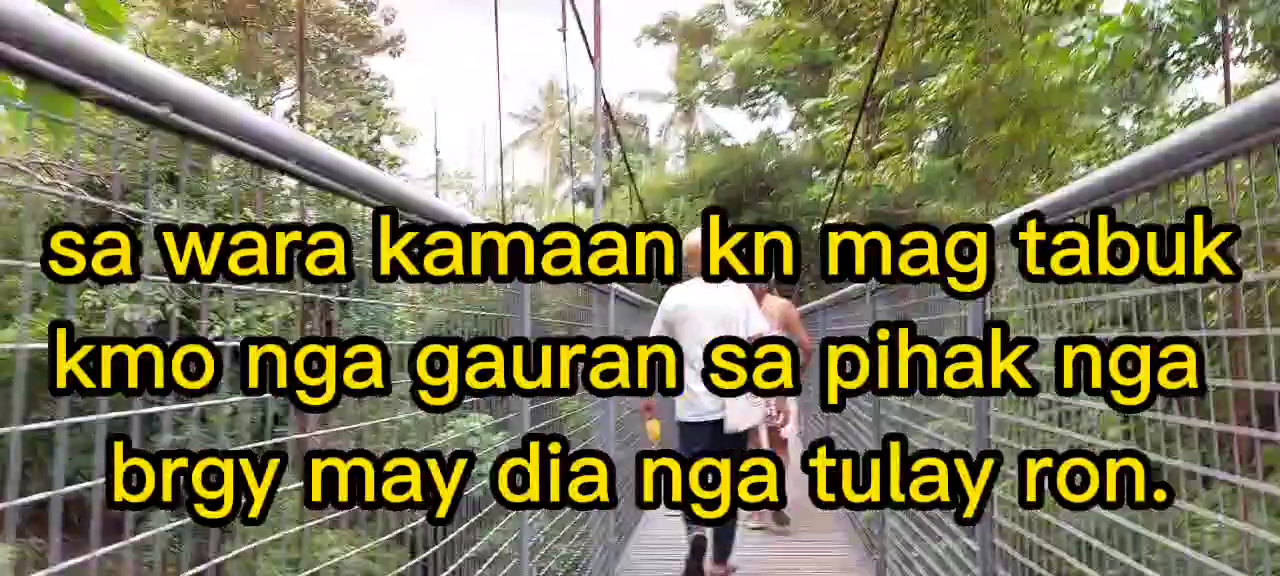 sa wara kamaan kn mag tabuk
kmo nga gauran sa pihak nga
brgy may dia nga tulay ron.